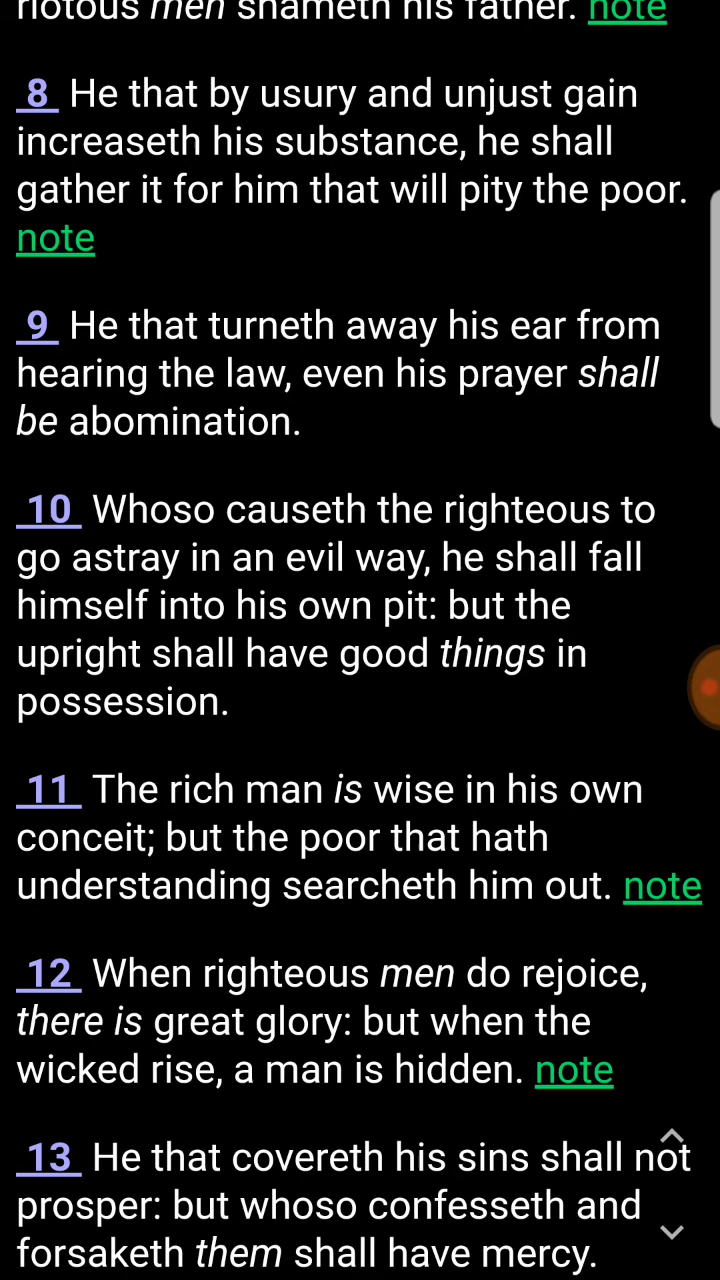 riotous men shameth his father. note
8 He that by usury and unjust gain
increaseth his substance, he shall
gather it for him that will pity the poor.
note
9 He that turneth away his ear from
hearing the law, even his prayer shall
be abomination.
10 Whoso causeth the righteous to
go astray in an evil way, he shall fall
himself into his own pit: but the
upright shall have good things in
possession.
11 The rich man is wise in his own
conceit; but the poor that hath
understanding searcheth him out. note
12 When righteous men do rejoice,
there is great glory: but when the
wicked rise, a man is hidden. note
13 He that covereth his sins shall not
prosper: but whoso confesseth and
forsaketh them shall have mercy.